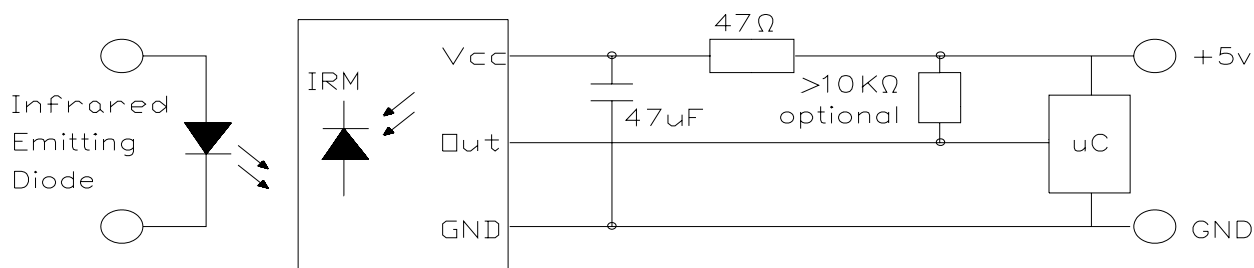 Infrared
Emitting
Diode
IRM
Vcc
Out
GND
47uF
47Ω
>10KΩ
optional
uC
+5v
GND